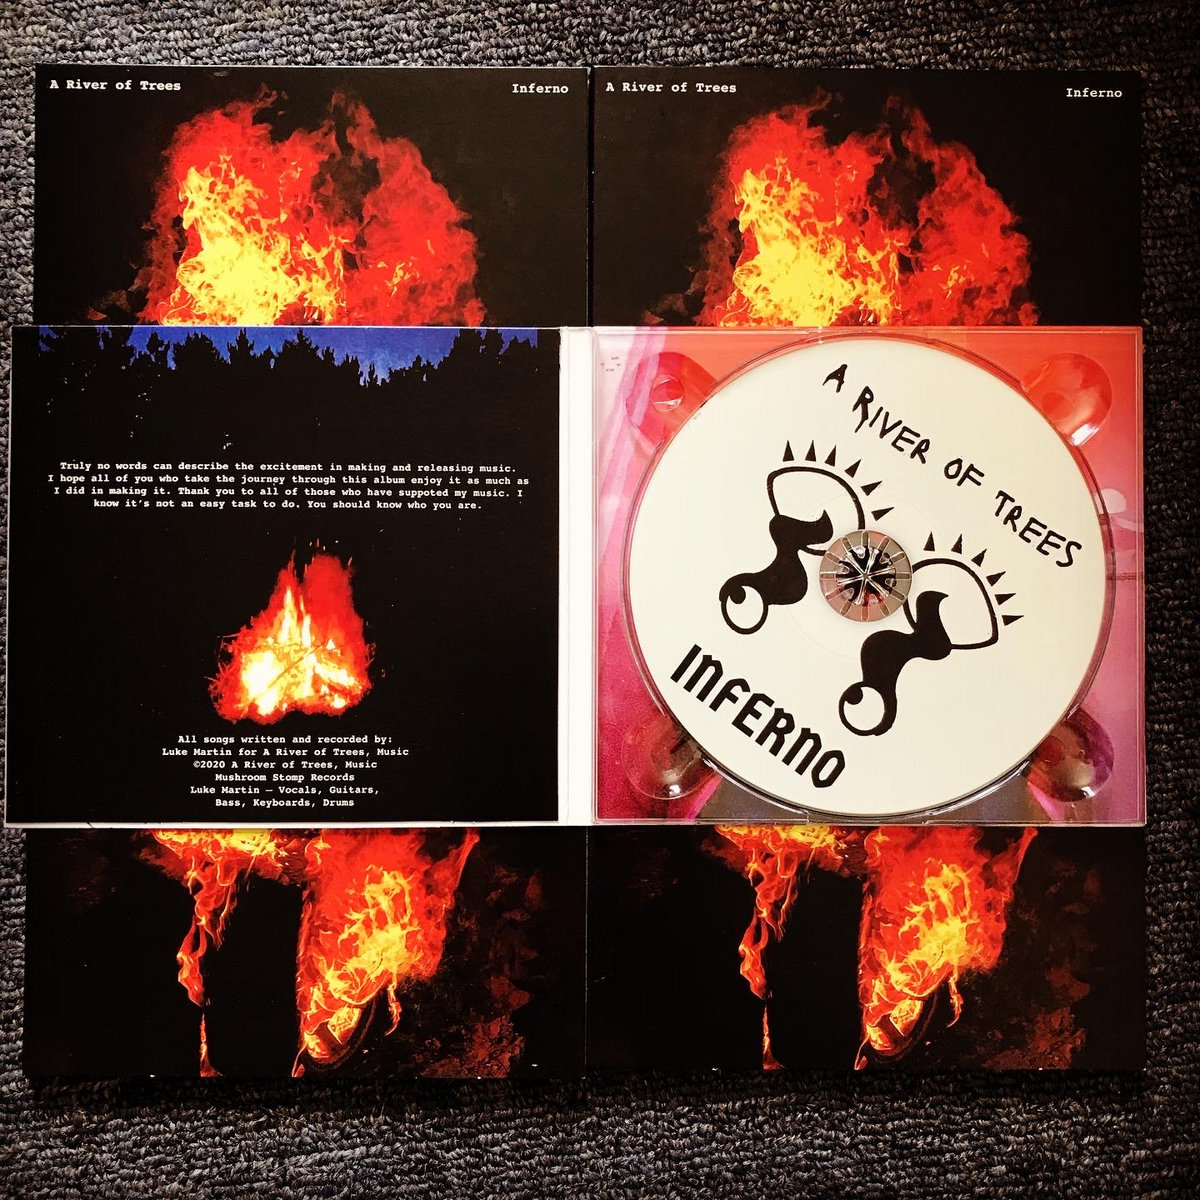 A River of Trees
Inferno
A River of Trees
Inferno
Truly no words can describe the excitement in making and releasing music.
I hope all of you who take the journey through this album enjoy it as much as
I did in making it. Thank you to all of those who have suppoted my music. I
know it's not an easy task to do. You should know who you are.
All songs written and recorded by:
Luke Martin for A River of Trees, Music
©2020 A River of Trees, Music
Mushroom Stomp Records
Luke Martin – Vocals, Guitars,
Bass, Keyboards, Drums
A RIVER OF TREES
INFERNO